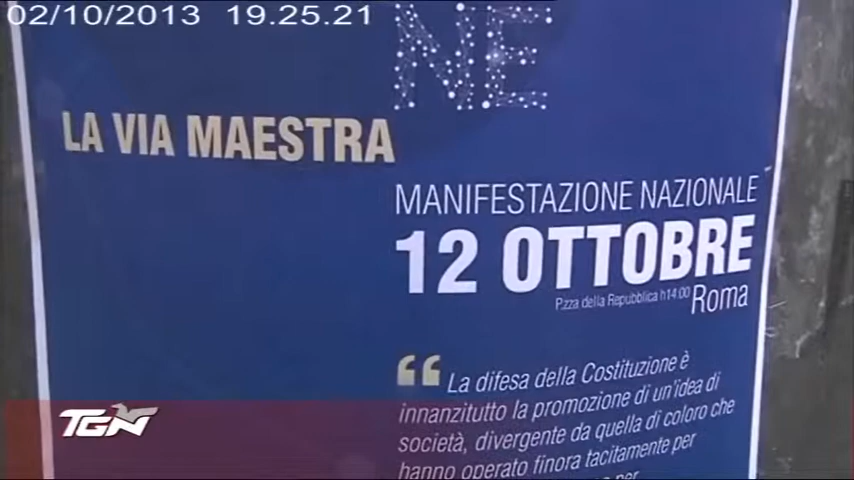 02/10/2013 19.25.21
NE
LA VIA MAESTRA
MANIFESTAZIONE NAZIONALE
12 OTTOBRE
P.zza della Repubblica h14:00 Roma
“ La difesa della Costituzione è
innanzitutto la promozione di un'idea di
società, divergente da quella di coloro che
hanno operato finora tacitamente per
per
TGN